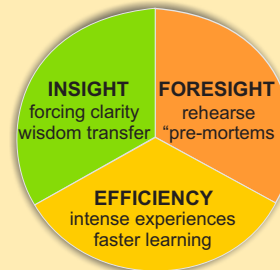 INSIGHT
forcing clarity
wisdom transfer
FORESIGHT
rehearse
“pre-mortems
EFFICIENCY
intense experiences
faster learning